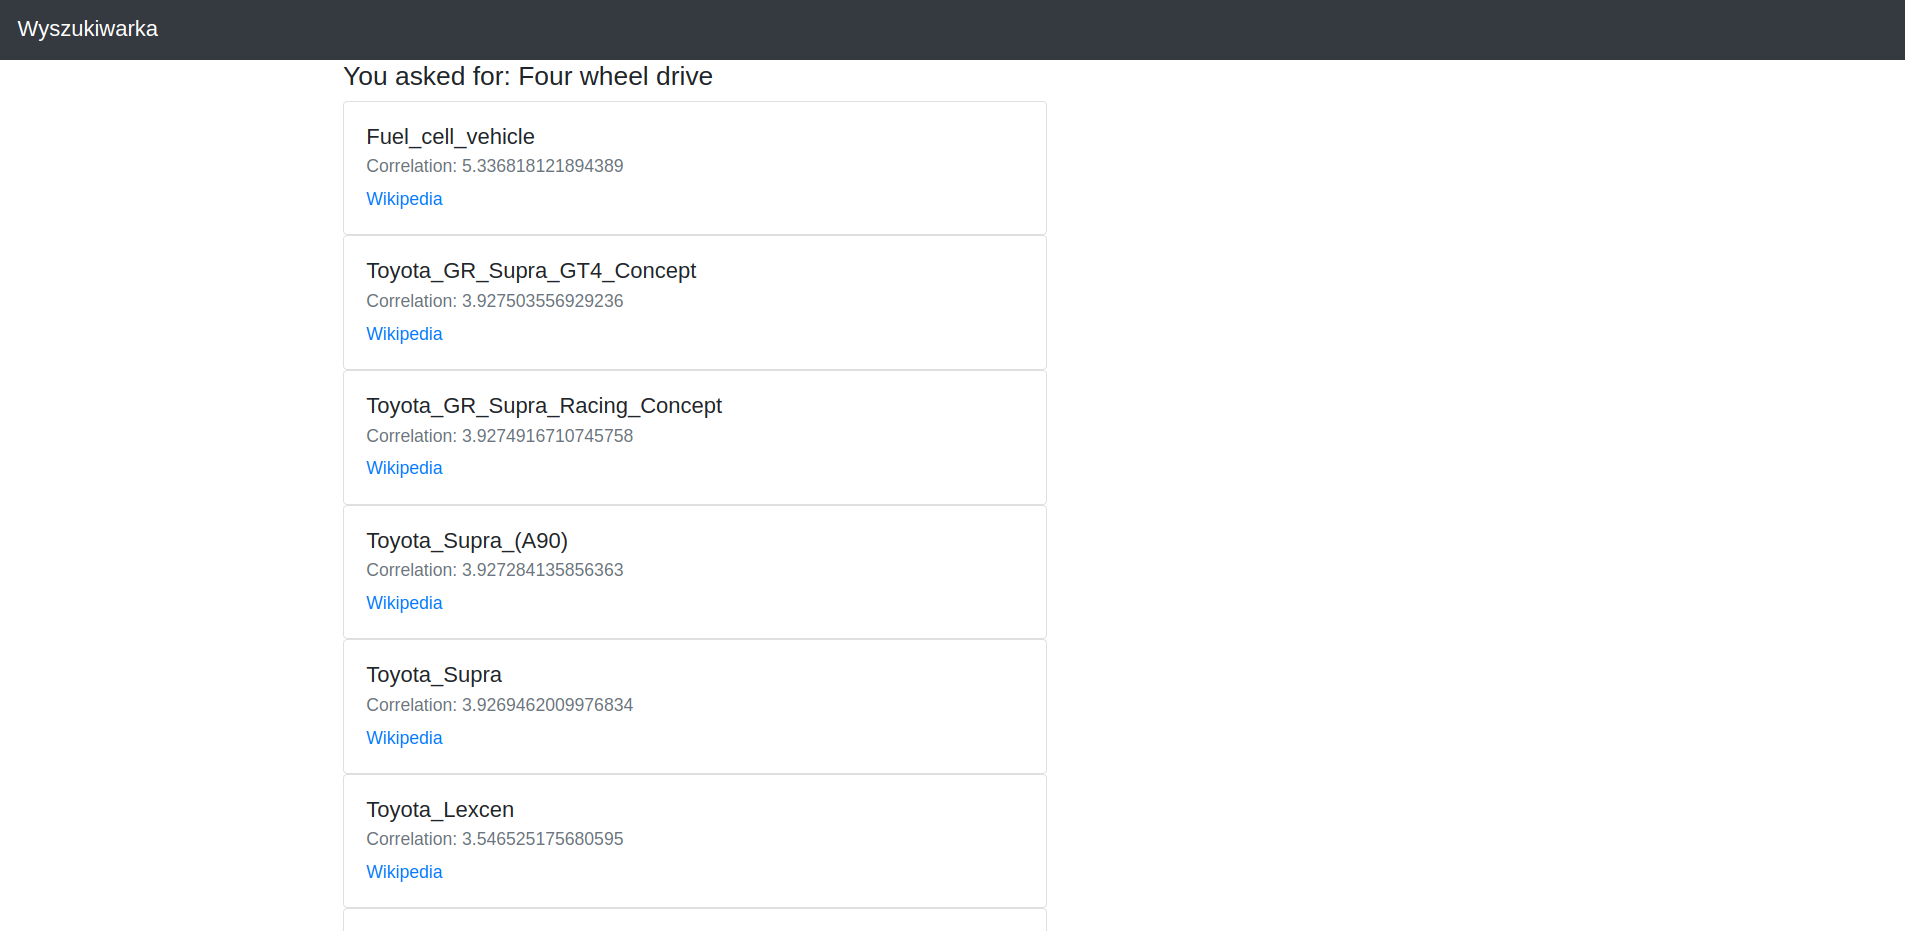 Wyszukiwarka
You asked for: Four wheel drive
Fuel_cell_vehicle
Correlation: 5.336818121894389
Wikipedia
Toyota_GR_Supra_GT4_Concept
Correlation: 3.927503556929236
Wikipedia
Toyota_GR_Supra_Racing_Concept
Correlation: 3.9274916710745758
Wikipedia
Toyota_Supra_(A90)
Correlation: 3.927284135856363
Wikipedia
Toyota_Supra
Correlation: 3.9269462009976834
Wikipedia
Toyota_Lexcen
Correlation: 3.546525175680595
Wikipedia